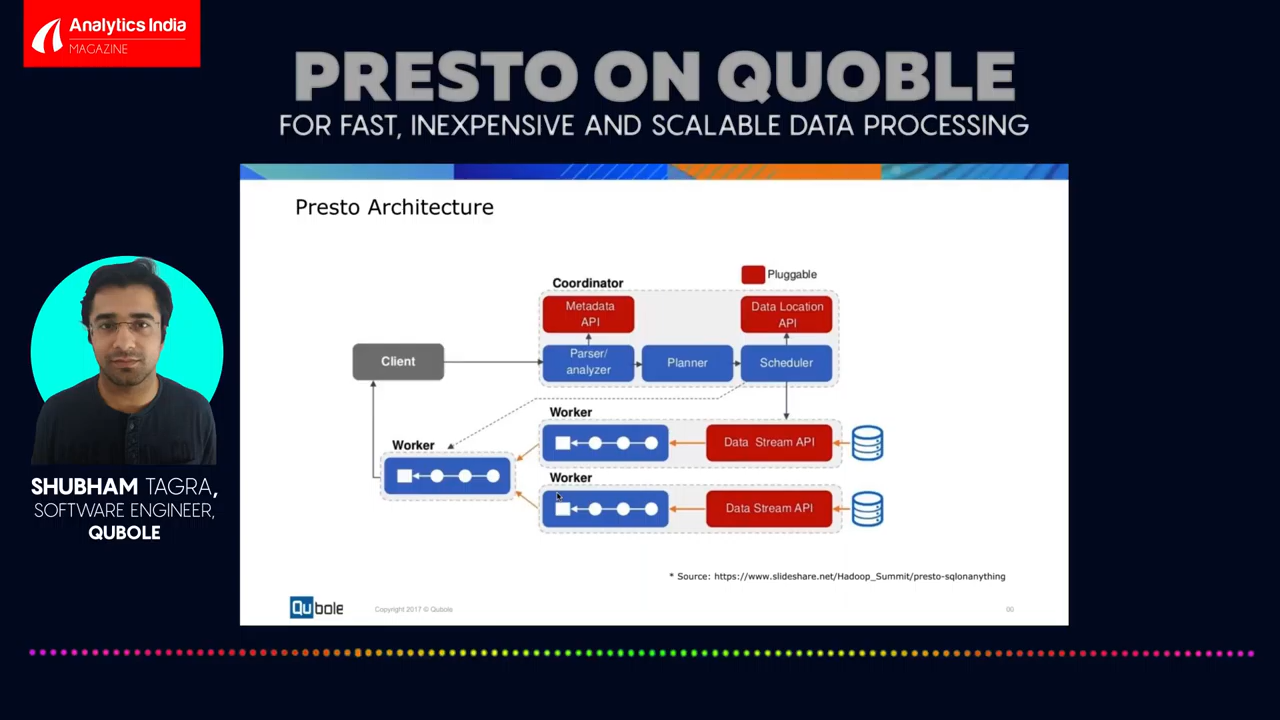 Analytics India
MAGAZINE
PRESTO ON QUOBLE
FOR FAST, INEXPENSIVE AND SCALABLE DATA PROCESSING
Presto Architecture
Pluggable
Coordinator
Metadata
API
Data Location
API
Client
Parser/
analyzer
Planner
Scheduler
Worker
Data Stream API
Worker
Worker
Data Stream API
* Source: https://www.slideshare.net/Hadoop_Summit/presto-sqlonanything
Qubole
Copyright 2017 © Qubole
00
SHUBHAM TAGRA,
SOFTWARE ENGINEER,
QUBOLE